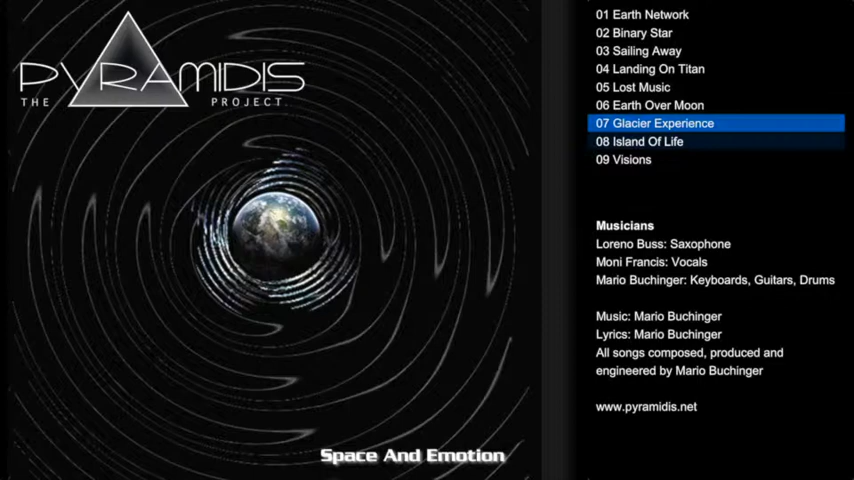 PYRAMIDIS
THE PROJECT
Space And Emotion
01 Earth Network
02 Binary Star
03 Sailing Away
04 Landing On Titan
05 Lost Music
06 Earth Over Moon
07 Glacier Experience
08 Island Of Life
09 Visions
Musicians
Loreno Buss: Saxophone
Moni Francis: Vocals
Mario Buchinger: Keyboards, Guitars, Drums
Music: Mario Buchinger
Lyrics: Mario Buchinger
All songs composed, produced and
engineered by Mario Buchinger
www.pyramidis.net